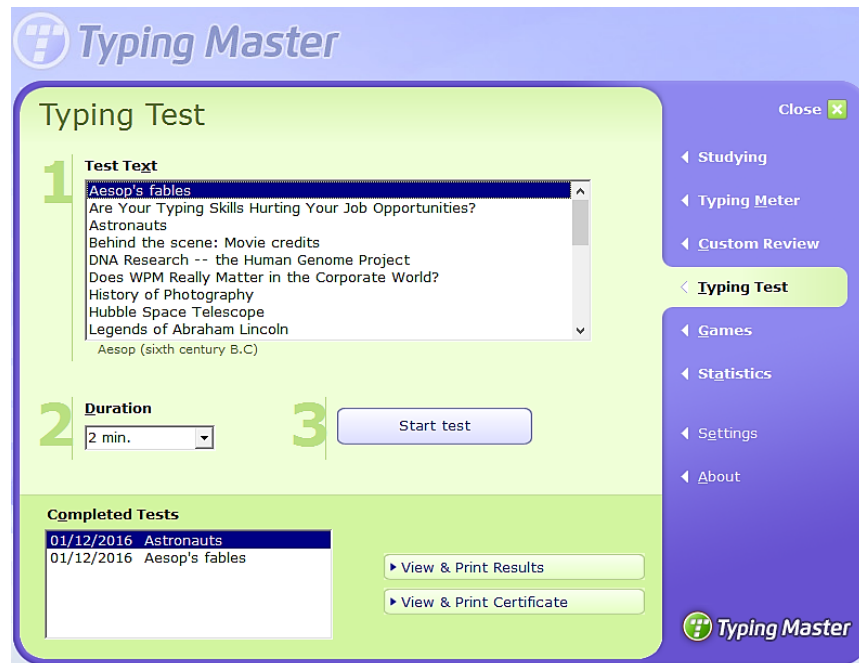 Typing Master
Typing Test
Close
1
Test Text
Aesop's fables
Are Your Typing Skills Hurting Your Job Opportunities?
Astronauts
Behind the scene: Movie credits
DNA Research -- the Human Genome Project
Does WPM Really Matter in the Corporate World?
History of Photography
Hubble Space Telescope
Legends of Abraham Lincoln
Aesop (sixth century B.C)
2
Duration
2 min.
3
Start test
Completed Tests
01/12/2016 Astronauts
01/12/2016 Aesop's fables
View & Print Results
View & Print Certificate
Studying
Typing Meter
Custom Review
Typing Test
Games
Statistics
Settings
About
Typing Master